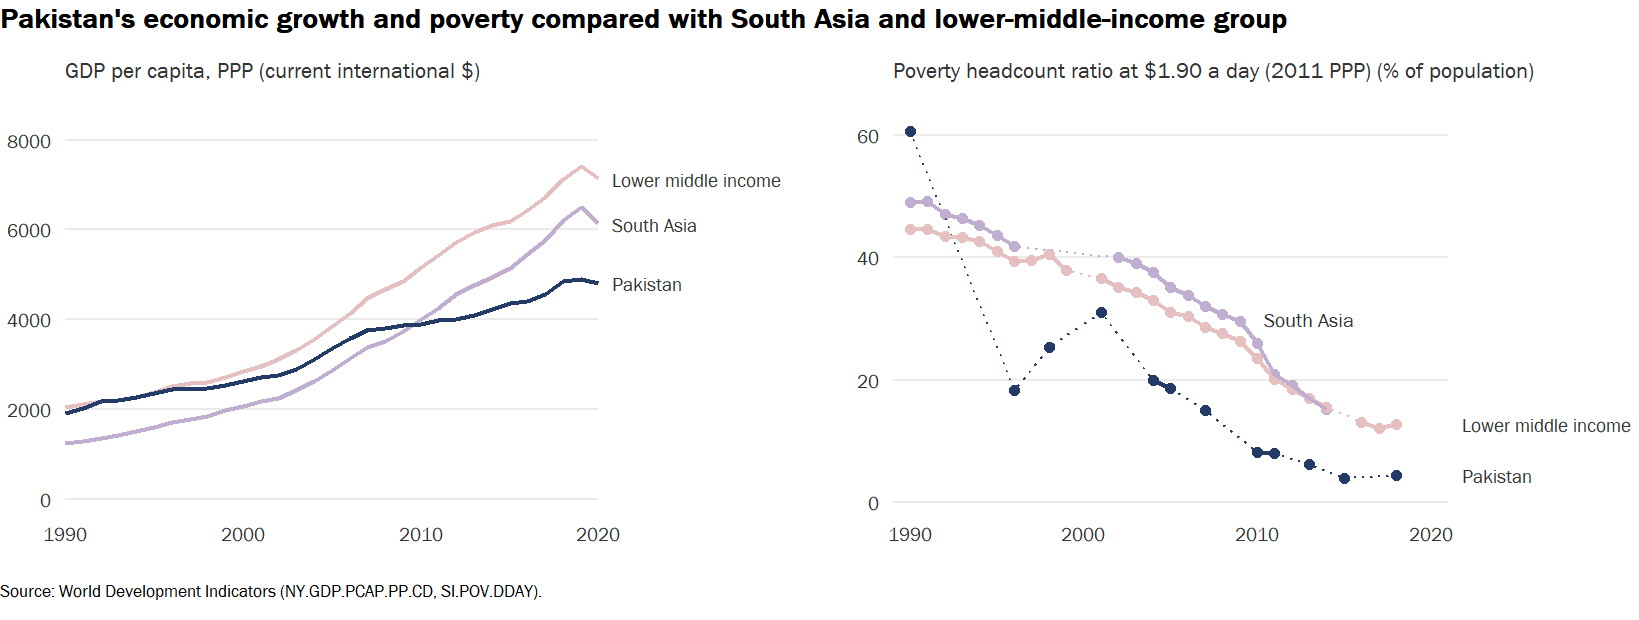 Pakistan's economic growth and poverty compared with South Asia and lower-middle-income group
GDP per capita, PPP (current international $)
8000
6000
4000
2000
0
1990
2000
2010
2020
Lower middle income
South Asia
Pakistan
Poverty headcount ratio at $1.90 a day (2011 PPP) (% of population)
60
40
20
0
1990
2000
2010
2020
South Asia
Lower middle income
Pakistan
Source: World Development Indicators (NY.GDP.PCAP.PP.CD, SI.POV.DDAY).